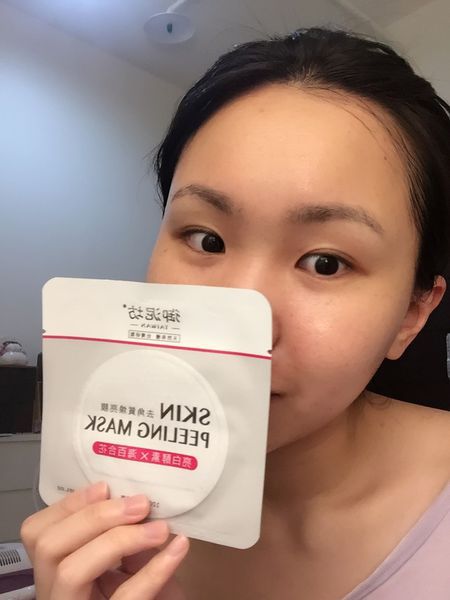 御泥坊®
— TAIWAN —
SKIN 去角質煥亮膜
PEELING MASK
亮白酵素 X 海百合花